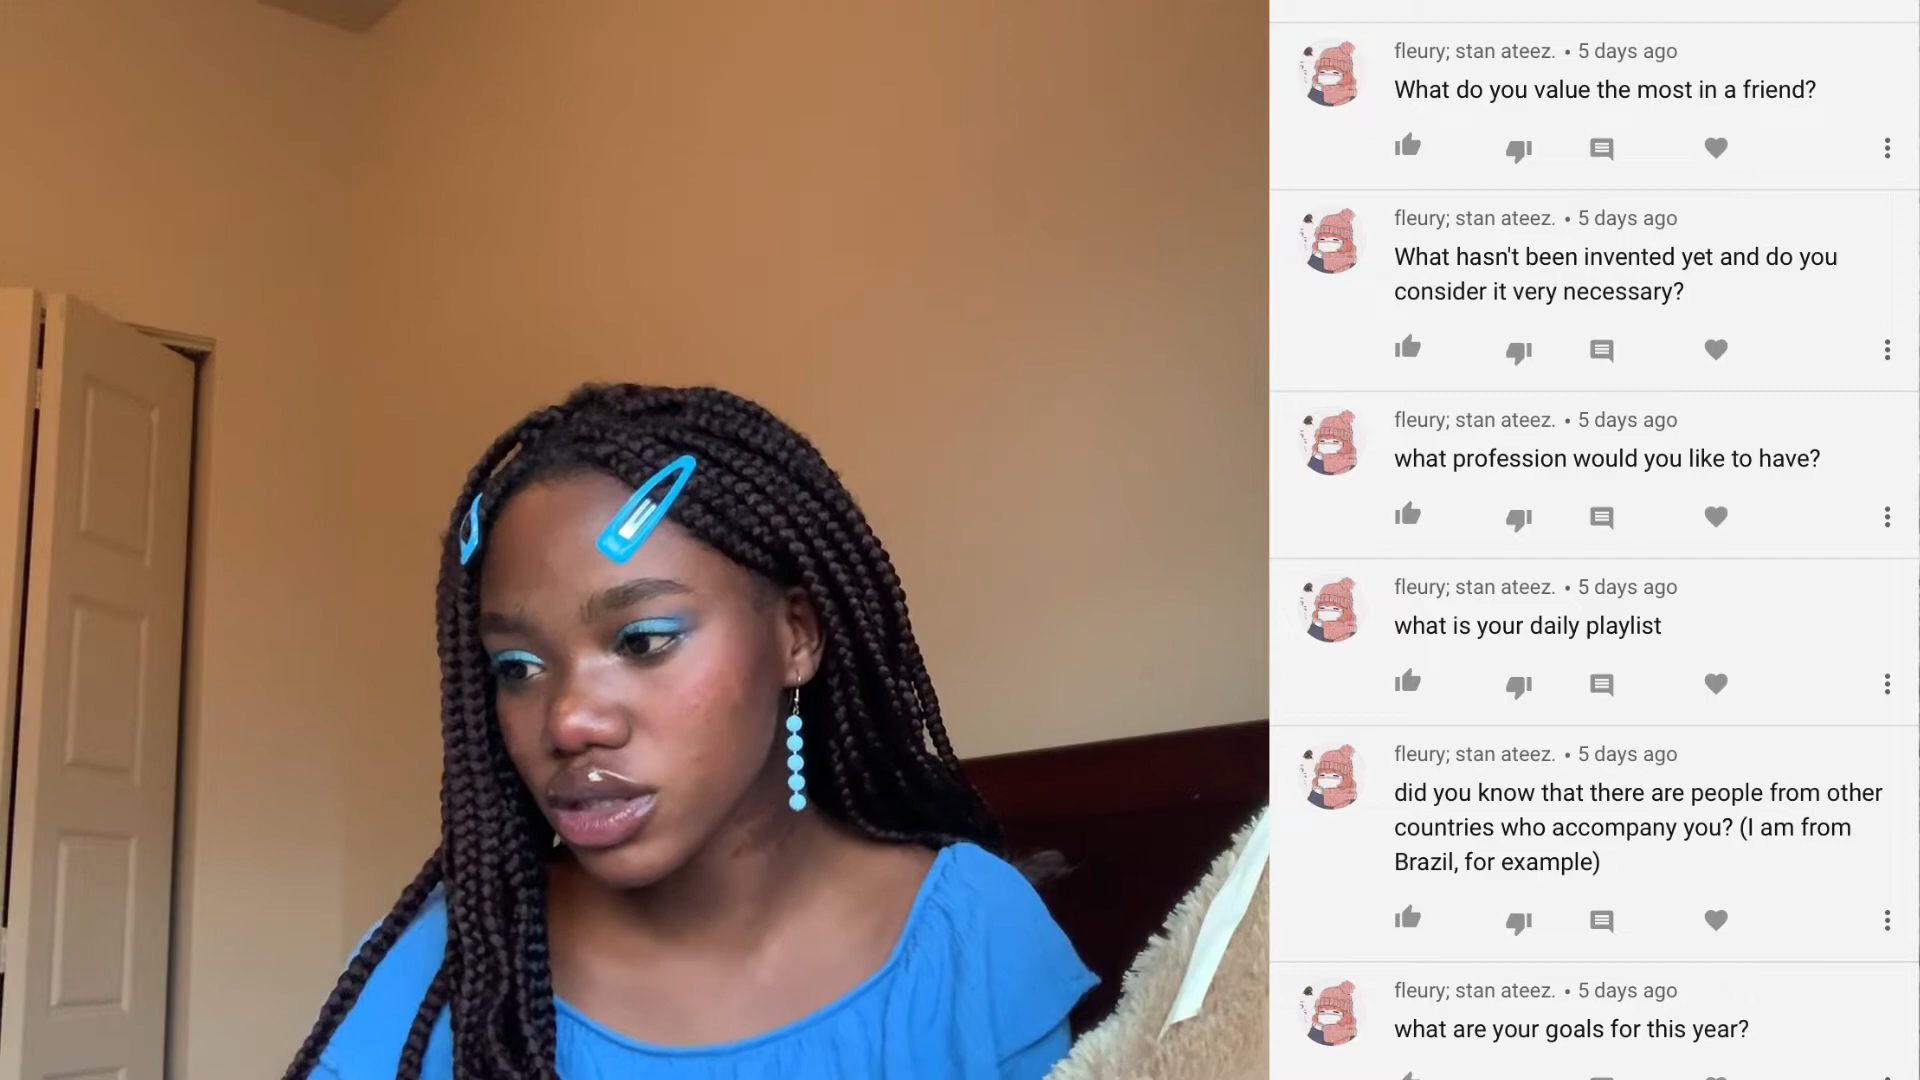 fleury; stan ateez. • 5 days ago
What do you value the most in a friend?
fleury; stan ateez. • 5 days ago
What hasn't been invented yet and do you
consider it very necessary?
fleury; stan ateez. • 5 days ago
what profession would you like to have?
fleury; stan ateez. • 5 days ago
what is your daily playlist
fleury; stan ateez. • 5 days ago
did you know that there are people from other
countries who accompany you? (I am from
Brazil, for example)
fleury; stan ateez. • 5 days ago
what are your goals for this year?